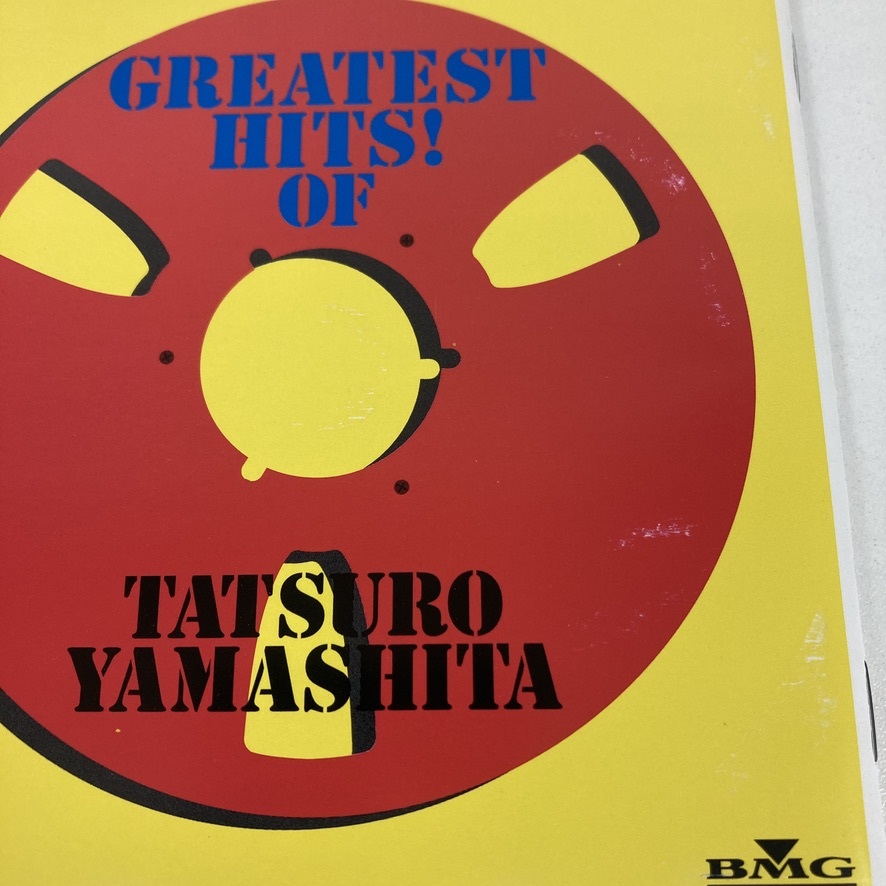 GREATEST
HITS!
OF
TATSURO
YAMASHITA
BMG